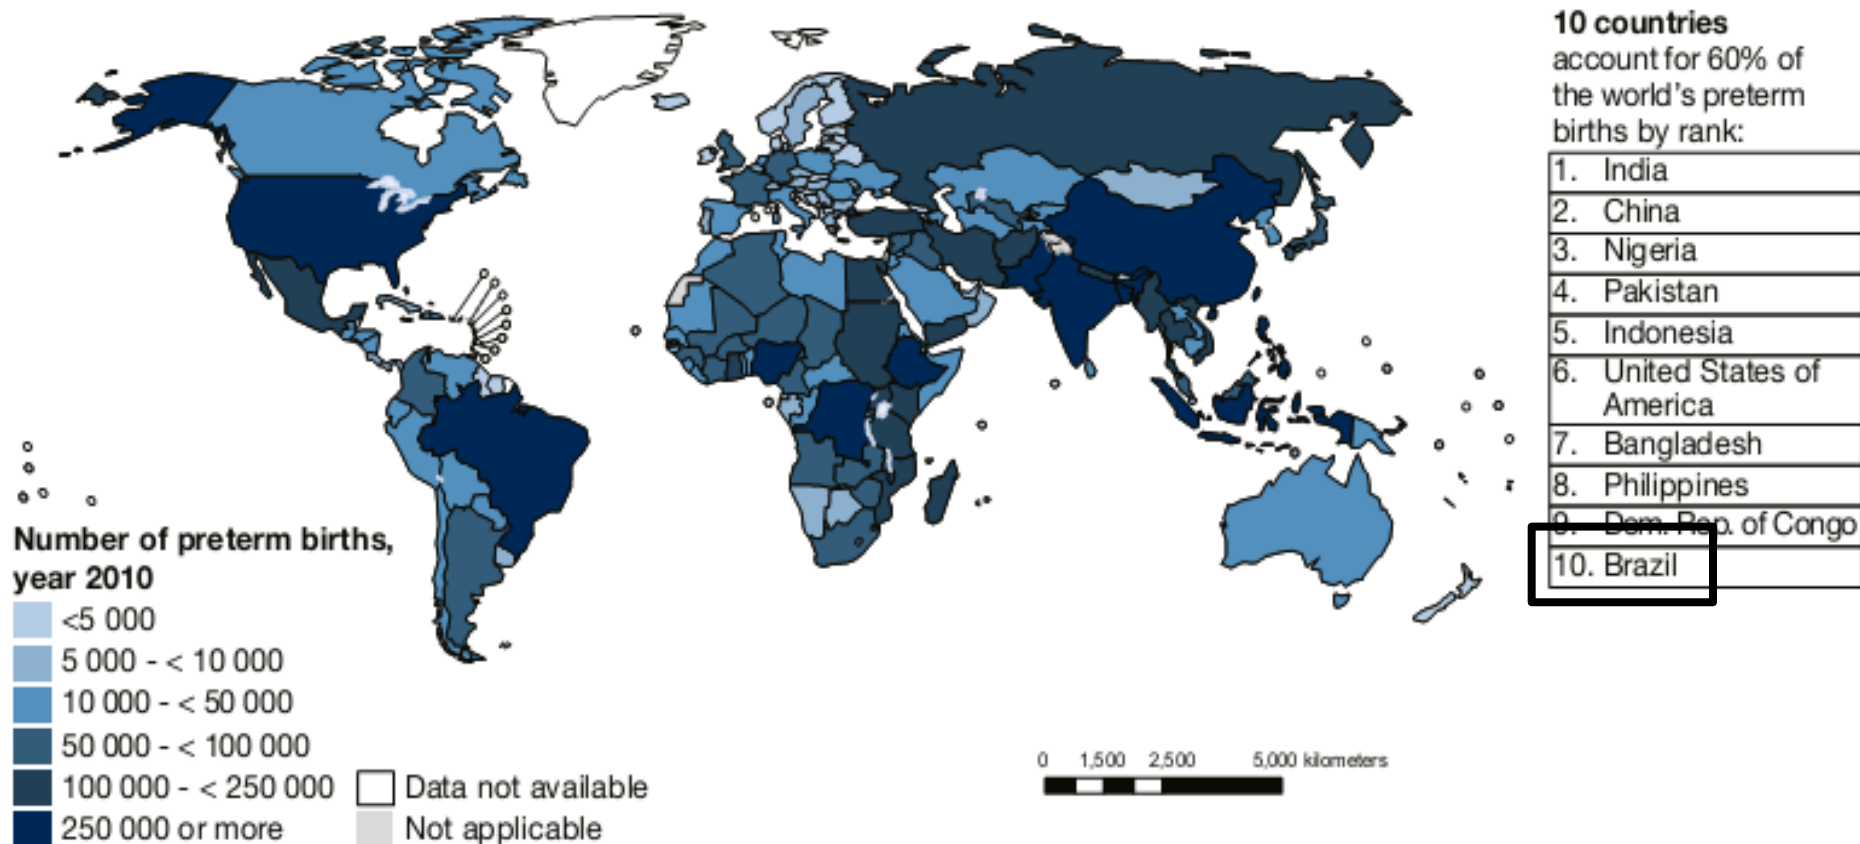 10 countries
account for 60% of
the world's preterm
births by rank:
1. India
2. China
3. Nigeria
4. Pakistan
5. Indonesia
6. United States of
America
7. Bangladesh
8. Philippines
9. Dem. Rep. of Congo
10. Brazil
Number of preterm births,
year 2010
<5 000
5 000 - < 10 000
10 000 - < 50 000
50 000 - < 100 000
100 000 - < 250 000
250 000 or more
Data not available
Not applicable
0 1,500 2,500 5,000 kilometers